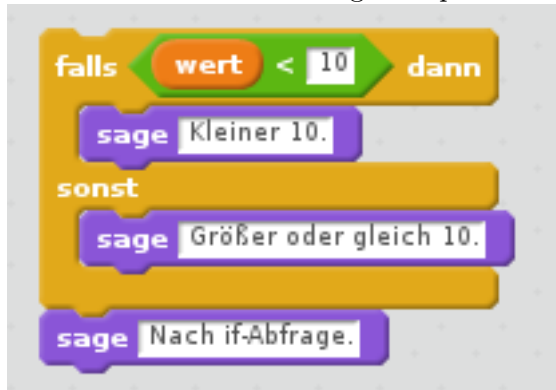 falls wert < 10 dann
sage Kleiner 10.
sonst
sage Größer oder gleich 10.
sage Nach if-Abfrage.